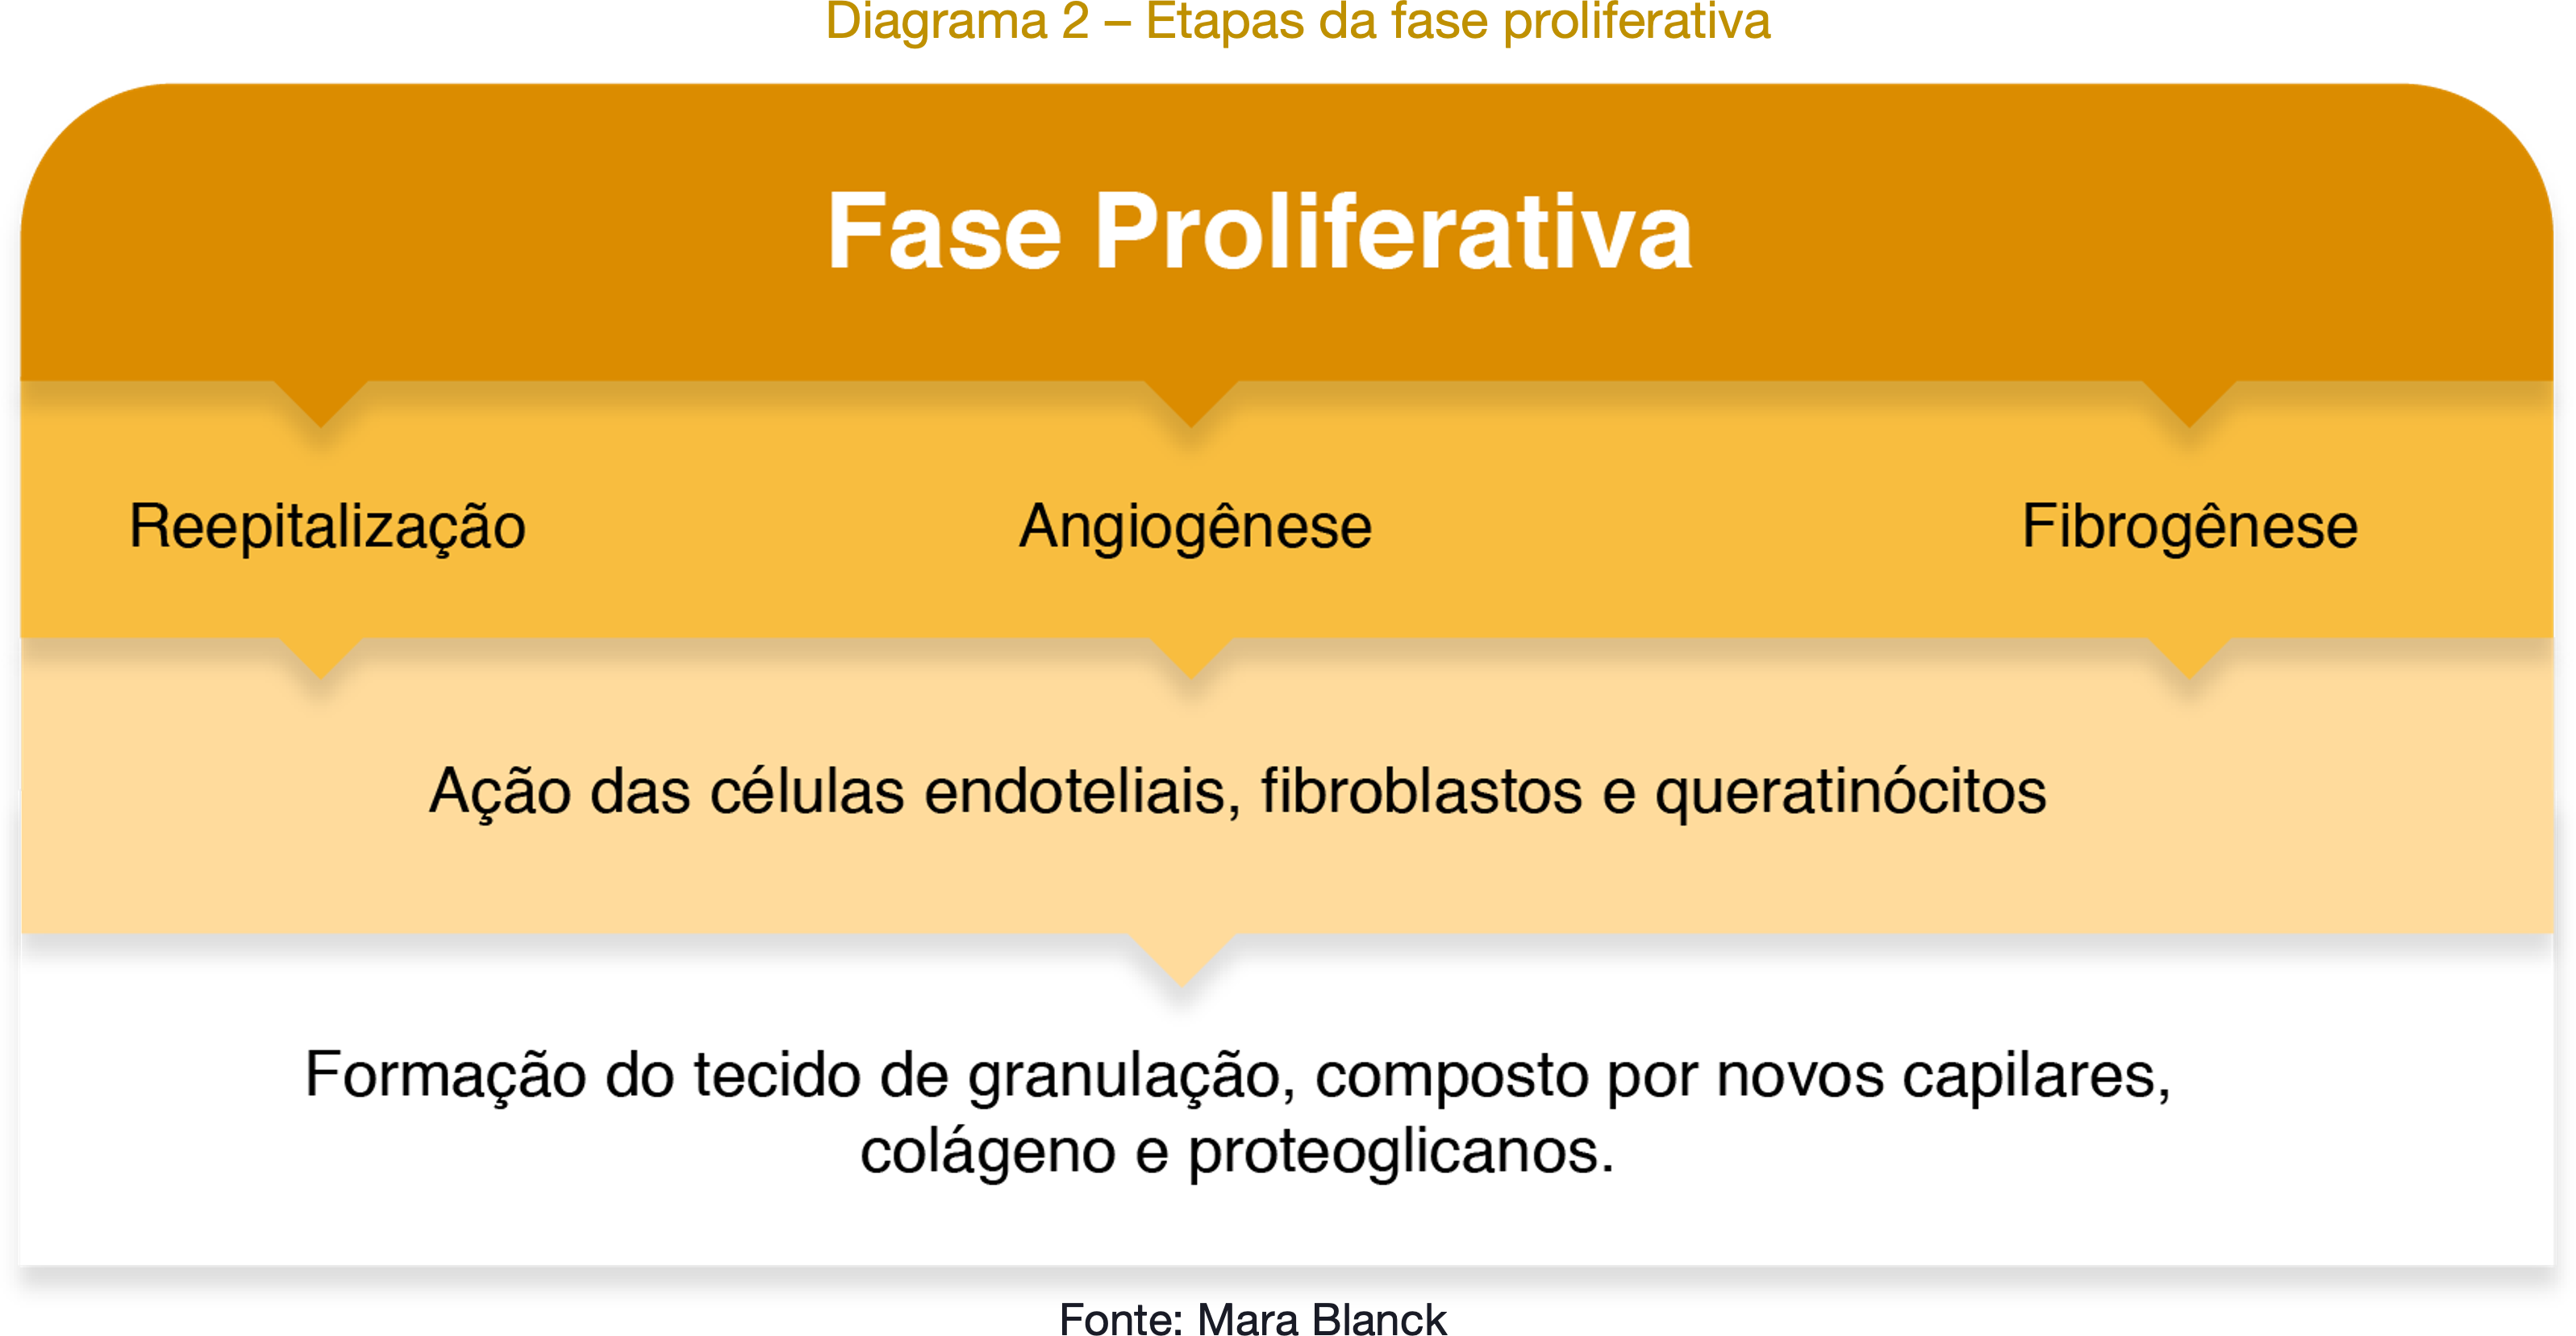 Diagrama 2 – Etapas da fase proliferativa
Fase Proliferativa
Reepitalização
Angiogênese
Fibrogênese
Ação das células endoteliais, fibroblastos e queratinócitos
Formação do tecido de granulação, composto por novos capilares,
colágeno e proteoglicanos.
Fonte: Mara Blanck